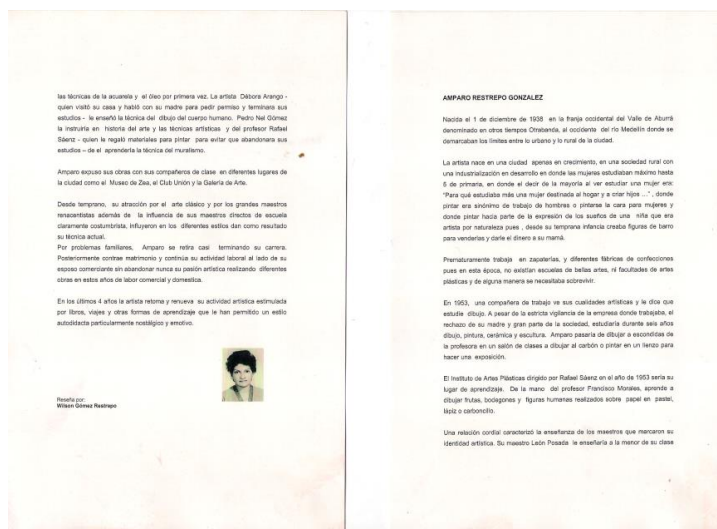 las técnicas de la acuarela y el óleo por primera vez. La artista Débora Arango -
quien visitó su casa y habló con su madre para pedir permiso y terminara sus
estudios - le enseñó la técnica del dibujo del cuerpo humano. Pedro Nel Gómez
la instruiría en historia del arte y las técnicas artísticas y del profesor Rafael
Sáenz - quien le regaló materiales para pintar para evitar que abandonara sus
estudios – de el aprendería la técnica del muralismo.
Amparo expuso sus obras con sus compañeros de clase en diferentes lugares de
la ciudad como el Museo de Zea, el Club Unión y la Galería de Arte.
Desde temprano, su atracción por el arte clásico y por los grandes maestros
renacentistas además de la influencia de sus maestros directos de escuela
claramente costumbrista, influyeron en los diferentes estilos dan como resultado
su técnica actual.
Por problemas familiares, Amparo se retira casi terminando su carrera.
Posteriormente contrae matrimonio y continúa su actividad laboral al lado de su
esposo comerciante sin abandonar nunca su pasión artística realizando diferentes
obras en estos años de labor comercial y domestica.
En los últimos 4 años la artista retoma y renueva su actividad artística estimulada
por libros, viajes y otras formas de aprendizaje que le han permitido un estilo
autodidacta particularmente nostálgico y emotivo.
Reseña por:
Wilson Gómez Restrepo
AMPARO RESTREPO GONZALEZ
Nacida el 1 de diciembre de 1938 en la franja occidental del Valle de Aburrá
denominado en otros tiempos Otrabanda, al occidente del río Medellín donde se
demarcaban los límites entre lo urbano y lo rural de la ciudad.
La artista nace en una ciudad apenas en crecimiento, en una sociedad rural con
una industrialización en desarrollo en donde las mujeres estudiaban máximo hasta
5 de primaria, en donde el decir de la mayoría al ver estudiar una mujer era:
"Para qué estudiaba más una mujer destinada al hogar y a criar hijos ..." , donde
pintar era sinónimo de trabajo de hombres o pintarse la cara para mujeres y
donde pintar hacía parte de la expresión de los sueños de una niña que era
artista por naturaleza pues , desde su temprana infancia creaba figuras de barro
para venderlas y darle el dinero a su mamá.
Prematuramente trabaja en zapaterías, y diferentes fábricas de confecciones
pues en esta época, no existían escuelas de bellas artes, ni facultades de artes
plásticas y de alguna manera se necesitaba sobrevivir.
En 1953, una compañera de trabajo ve sus cualidades artísticas y le dice que
estudie dibujo. A pesar de la estricta vigilancia de la empresa donde trabajaba, el
rechazo de su madre y gran parte de la sociedad, estudiaría durante seis años
dibujo, pintura, cerámica y escultura. Amparo pasaría de dibujar a escondidas de
la profesora en un salón de clases a dibujar al carbón o pintar en un lienzo para
hacer una exposición.
El Instituto de Artes Plásticas dirigido por Rafael Sáenz en el año de 1953 sería su
lugar de aprendizaje. De la mano del profesor Francisco Morales, aprende a
dibujar frutas, bodegones y figuras humanas realizados sobre papel en pastel,
lápiz o carboncillo.
Una relación cordial caracterizó la enseñanza de los maestros que marcaron su
identidad artística. Su maestro León Posada le enseñaría a la menor de su clase